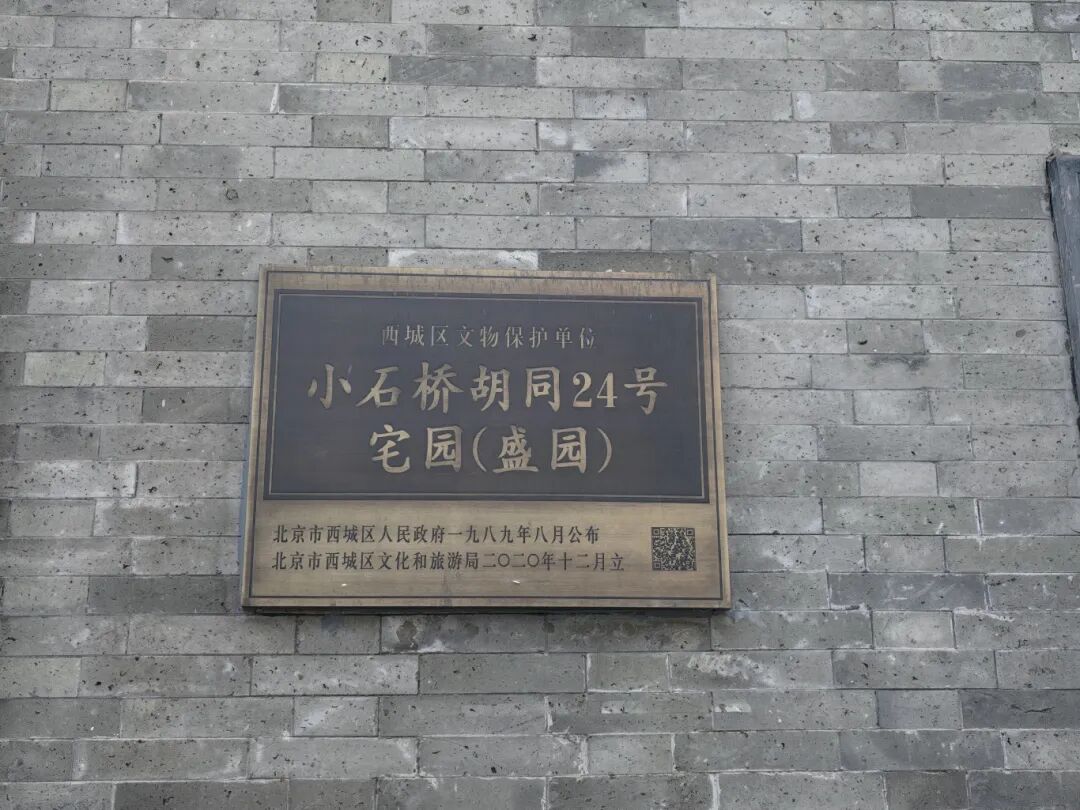 西城区文物保护单位
小石桥胡同24号
宅园(盛园)
北京市西城区人民政府一九八九年八月公布
北京市西城区文化和旅游局二〇二〇年十二月立